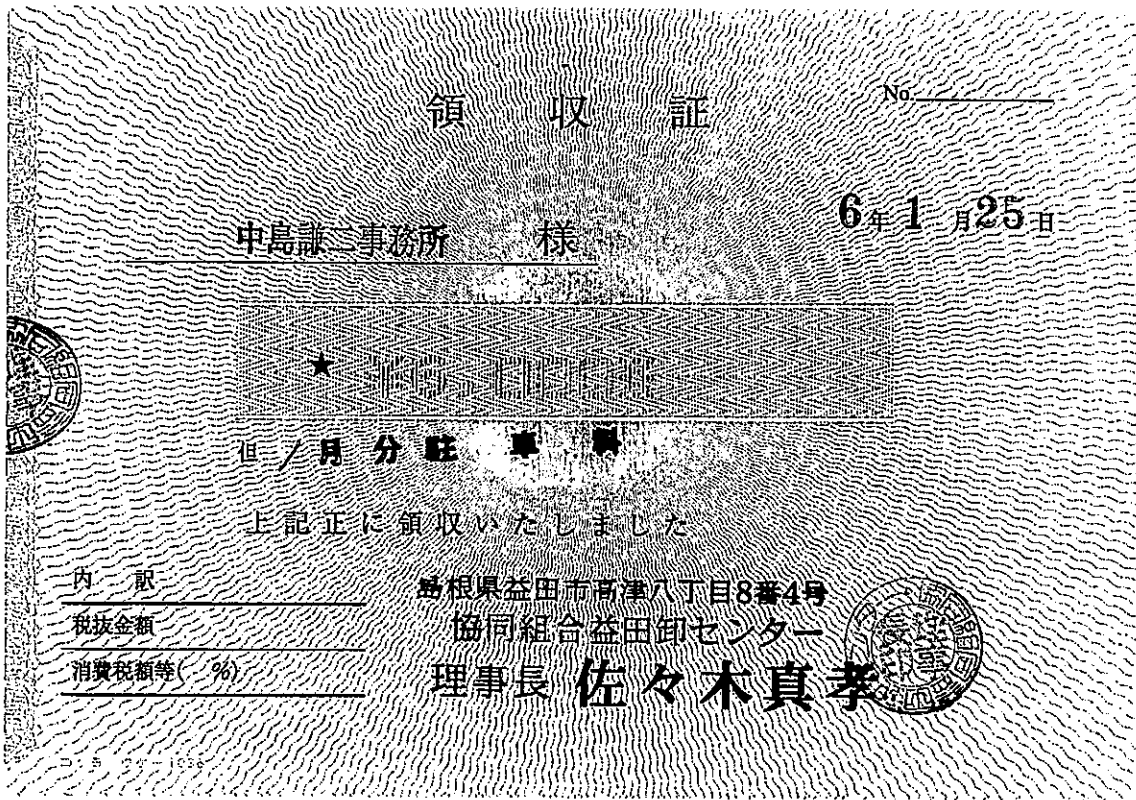 領収証
No.
6年1月25日
中島謙二事務所 様
★
但 1月分駐車料
上記正に領収いたしました
内訳
税抜金額
消費税額等( %)
島根県益田市高津八丁目8番4号
協同組合益田卸センター
理事長 佐々木真孝